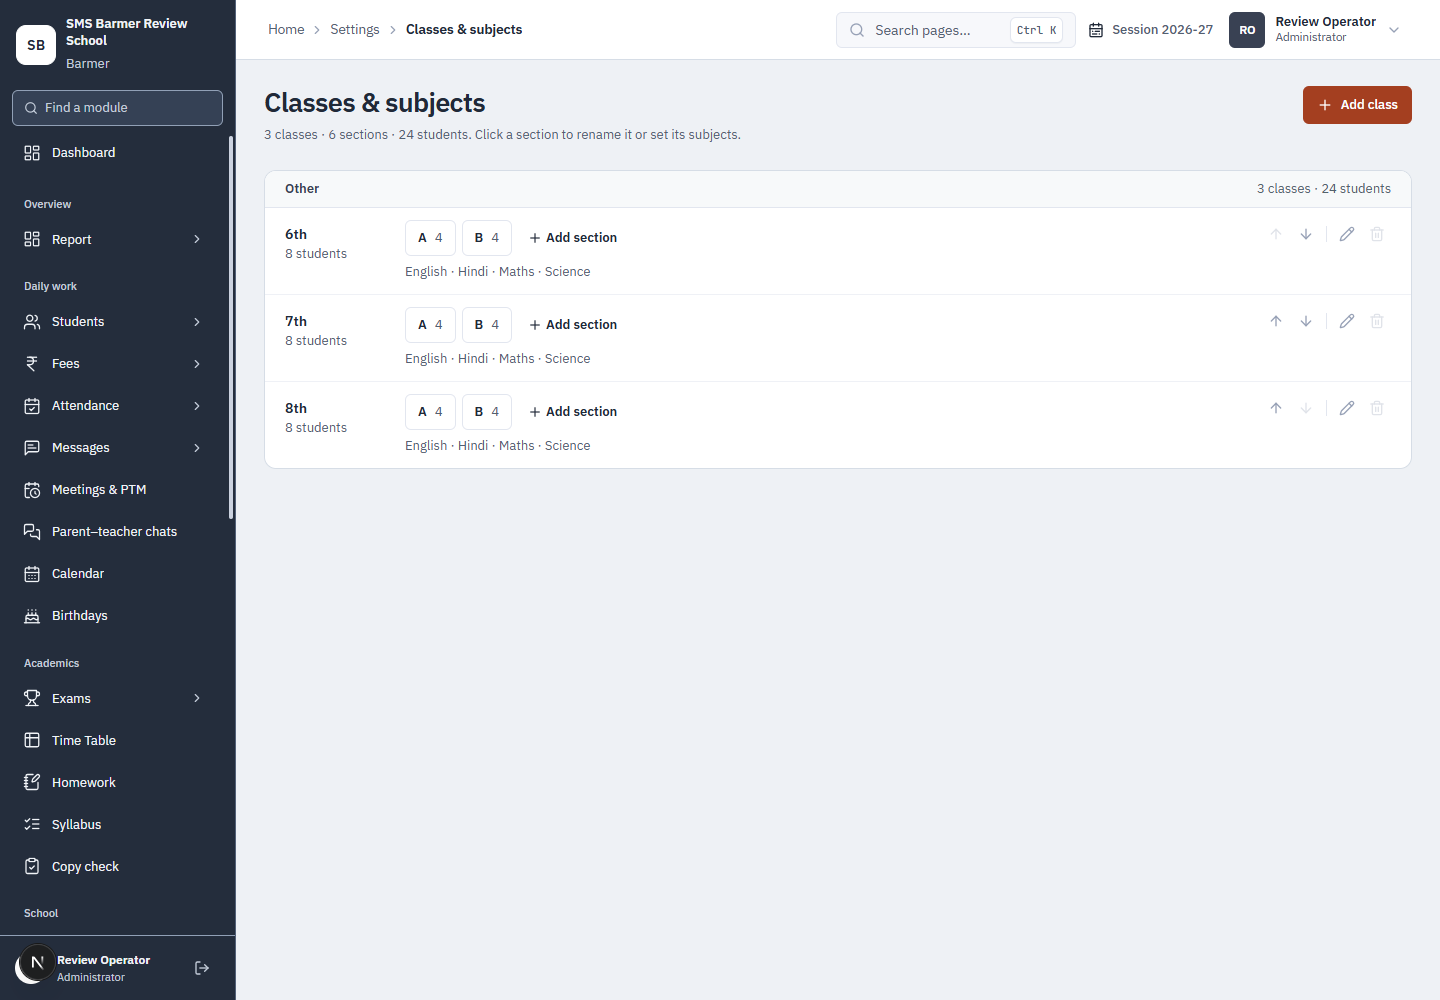 SMS Barmer Review
School
SB
Barmer
Find a module
Dashboard
Overview
Report
Daily work
Students
Fees
Attendance
Messages
Meetings & PTM
Parent–teacher chats
Calendar
Birthdays
Academics
Exams
Time Table
Homework
Syllabus
Copy check
School
N
Review Operator
Administrator
Home Settings Classes & subjects
Search pages... Ctrl K
Session 2026-27
RO
Review Operator
Administrator
Classes & subjects
Add class
3 classes · 6 sections · 24 students. Click a section to rename it or set its subjects.
Other 3 classes · 24 students
6th A 4 B 4 Add section
8 students
English · Hindi · Maths · Science
7th A 4 B 4 Add section
8 students
English · Hindi · Maths · Science
8th A 4 B 4 Add section
8 students
English · Hindi · Maths · Science